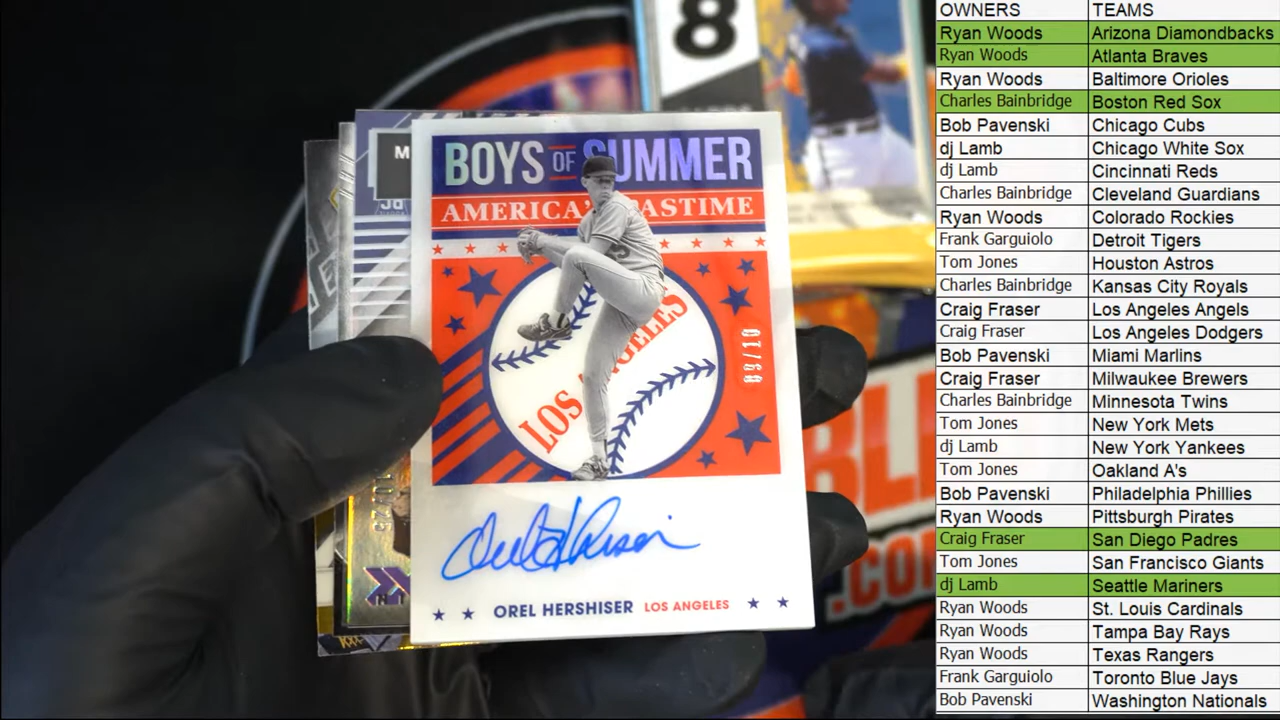 BOYS OF SUMMER
AMERICA'S PASTIME
LOS ANGELES
09/10
Orel Hershiser
OREL HERSHISER LOS ANGELES
8
M
.COM
OWNERS TEAMS
Ryan Woods Arizona Diamondbacks
Ryan Woods Atlanta Braves
Ryan Woods Baltimore Orioles
Charles Bainbridge Boston Red Sox
Bob Pavenski Chicago Cubs
dj Lamb Chicago White Sox
dj Lamb Cincinnati Reds
Charles Bainbridge Cleveland Guardians
Ryan Woods Colorado Rockies
Frank Garguiolo Detroit Tigers
Tom Jones Houston Astros
Charles Bainbridge Kansas City Royals
Craig Fraser Los Angeles Angels
Craig Fraser Los Angeles Dodgers
Bob Pavenski Miami Marlins
Craig Fraser Milwaukee Brewers
Charles Bainbridge Minnesota Twins
Tom Jones New York Mets
dj Lamb New York Yankees
Tom Jones Oakland A's
Bob Pavenski Philadelphia Phillies
Ryan Woods Pittsburgh Pirates
Craig Fraser San Diego Padres
Tom Jones San Francisco Giants
dj Lamb Seattle Mariners
Ryan Woods St. Louis Cardinals
Ryan Woods Tampa Bay Rays
Ryan Woods Texas Rangers
Frank Garguiolo Toronto Blue Jays
Bob Pavenski Washington Nationals